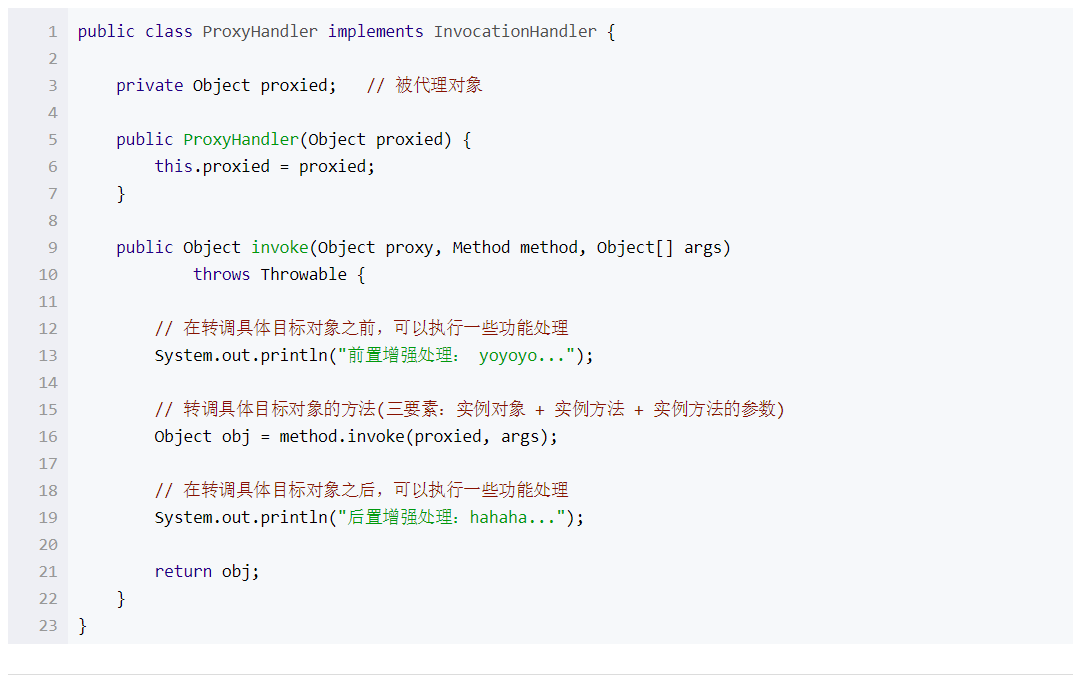 1 public class ProxyHandler implements InvocationHandler {
2
3     private Object proxied;   // 被代理对象
4
5     public ProxyHandler(Object proxied) {
6         this.proxied = proxied;
7     }
8
9     public Object invoke(Object proxy, Method method, Object[] args)
10             throws Throwable {
11
12         // 在转调具体目标对象之前，可以执行一些功能处理
13         System.out.println("前置增强处理： yoyoyo...");
14
15         // 转调具体目标对象的方法(三要素：实例对象 + 实例方法 + 实例方法的参数)
16         Object obj = method.invoke(proxied, args);
17
18         // 在转调具体目标对象之后，可以执行一些功能处理
19         System.out.println("后置增强处理：hahaha...");
20
21         return obj;
22     }
23 }